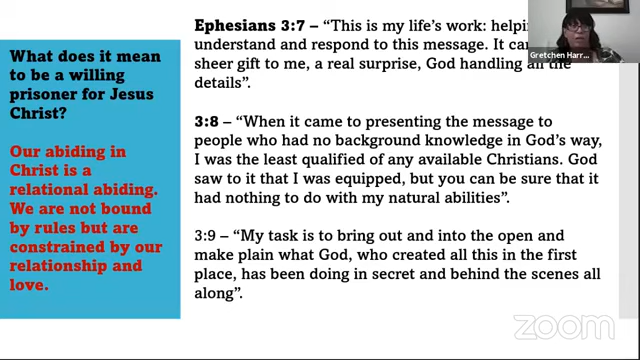 What does it mean
to be a willing
prisoner for Jesus
Christ?
Our abiding in
Christ is a
relational abiding.
We are not bound
by rules but are
constrained by our
relationship and
love.
Ephesians 3:7 – “This is my life’s work: helpin
understand and respond to this message. It ca
sheer gift to me, a real surprise, God handling all the
details”.
3:8 – “When it came to presenting the message to
people who had no background knowledge in God’s way,
I was the least qualified of any available Christians. God
saw to it that I was equipped, but you can be sure that it
had nothing to do with my natural abilities”.
3:9 – “My task is to bring out and into the open and
make plain what God, who created all this in the first
place, has been doing in secret and behind the scenes all
along”.
Gretchen Harr...
zoom